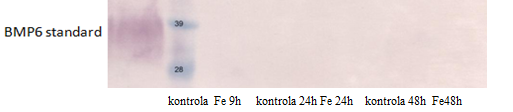 39
BMP6 standard
28
kontrola Fe 9h kontrola 24h Fe 24h kontrola 48h Fe48h